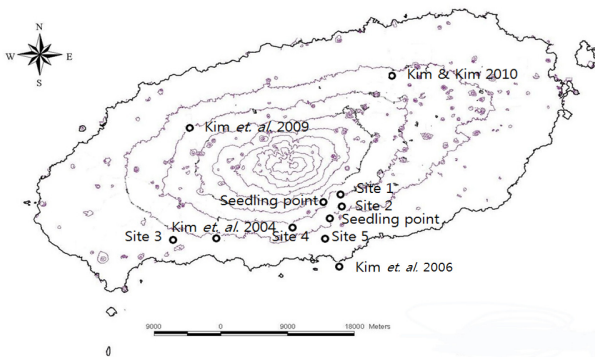 N
W E
S
Kim & Kim 2010
Kim et. al. 2009
Site 1
Seedling point
Site 2
Seedling point
Kim et. al. 2004
Site 3
Site 4
Site 5
Kim et. al. 2006
9000 0 9000 18000 Meters